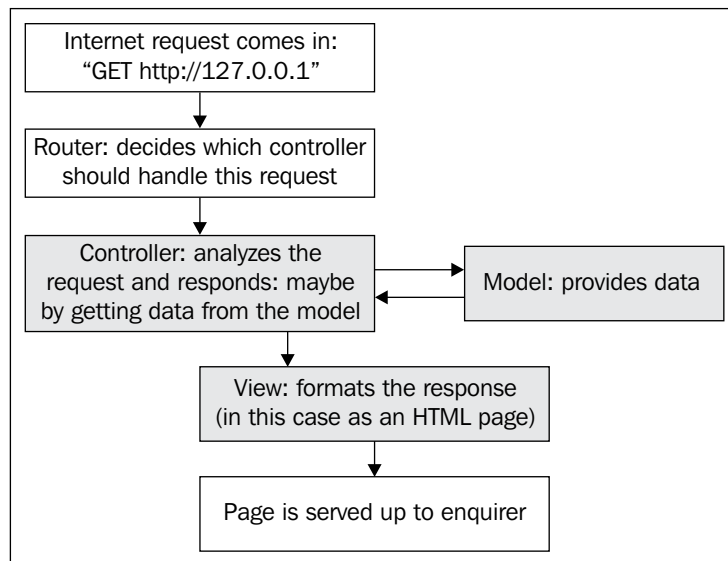 Internet request comes in:
“GET http://127.0.0.1”
Router: decides which controller
should handle this request
Controller: analyzes the
request and responds: maybe
by getting data from the model
Model: provides data
View: formats the response
(in this case as an HTML page)
Page is served up to enquirer